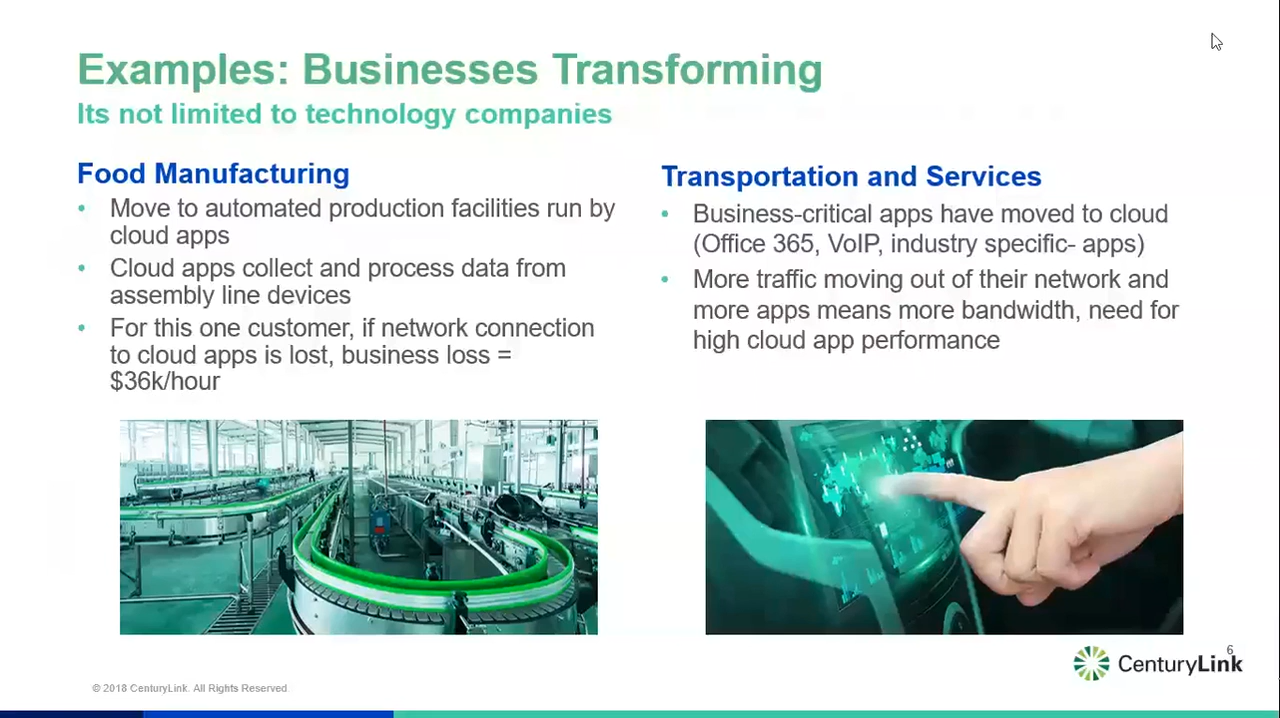 Examples: Businesses Transforming
Its not limited to technology companies
Food Manufacturing
• Move to automated production facilities run by
cloud apps
• Cloud apps collect and process data from
assembly line devices
• For this one customer, if network connection
to cloud apps is lost, business loss =
$36k/hour
Transportation and Services
• Business-critical apps have moved to cloud
(Office 365, VoIP, industry specific- apps)
• More traffic moving out of their network and
more apps means more bandwidth, need for
high cloud app performance
6
CenturyLink
© 2018 CenturyLink. All Rights Reserved.